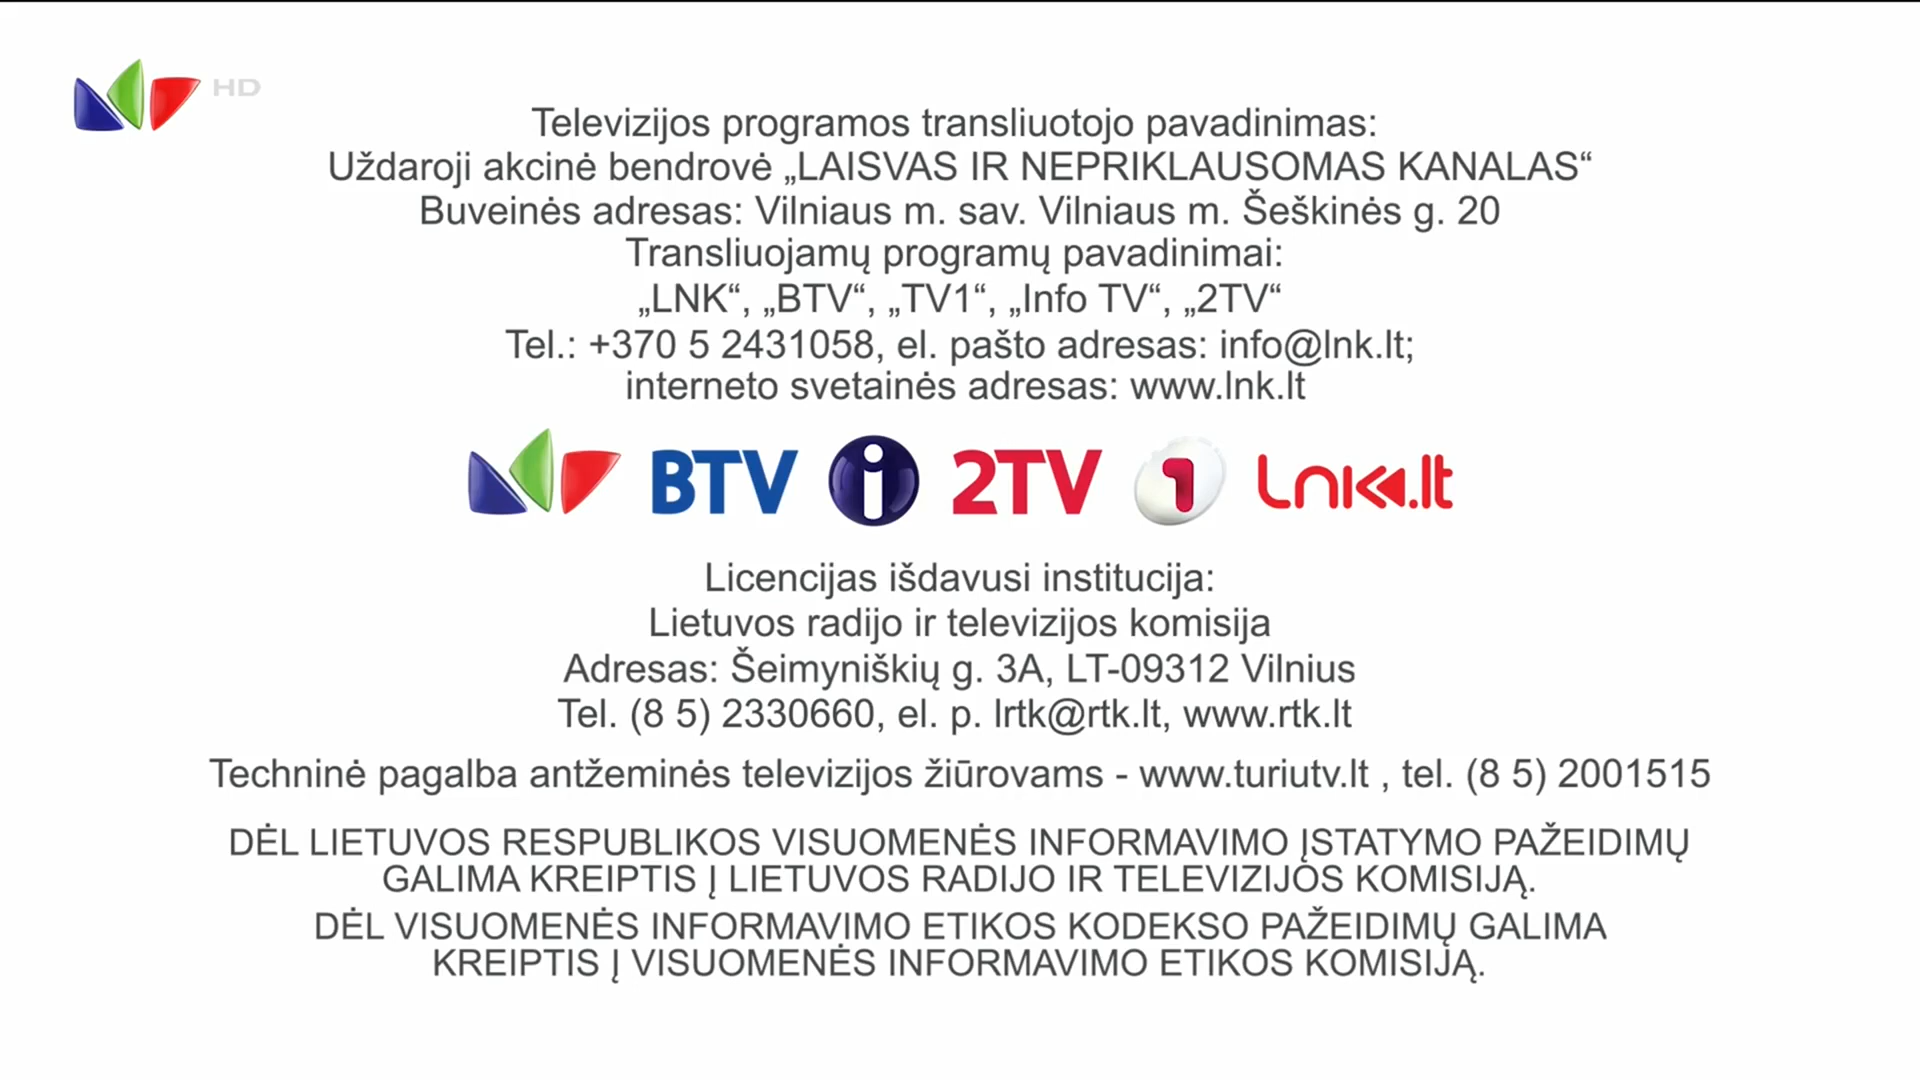 HD
Televizijos programos transliuotojo pavadinimas:
Uždaroji akcinė bendrovė „LAISVAS IR NEPRIKLAUSOMAS KANALAS“
Buveinės adresas: Vilniaus m. sav. Vilniaus m. Šeškinės g. 20
Transliuojamų programų pavadinimai:
„LNK“, „BTV“, „TV1“, „Info TV“, „2TV“
Tel.: +370 5 2431058, el. pašto adresas: info@lnk.lt;
interneto svetainės adresas: www.lnk.lt
BTV i 2TV 1 lnk.lt
Licencijas išdavusi institucija:
Lietuvos radijo ir televizijos komisija
Adresas: Šeimyniškių g. 3A, LT-09312 Vilnius
Tel. (8 5) 2330660, el. p. lrtk@rtk.lt, www.rtk.lt
Techninė pagalba antžeminės televizijos žiūrovams - www.turiutv.lt , tel. (8 5) 2001515
DĖL LIETUVOS RESPUBLIKOS VISUOMENĖS INFORMAVIMO ĮSTATYMO PAŽEIDIMŲ
GALIMA KREIPTIS Į LIETUVOS RADIJO IR TELEVIZIJOS KOMISIJĄ.
DĖL VISUOMENĖS INFORMAVIMO ETIKOS KODEKSO PAŽEIDIMŲ GALIMA
KREIPTIS Į VISUOMENĖS INFORMAVIMO ETIKOS KOMISIJĄ.